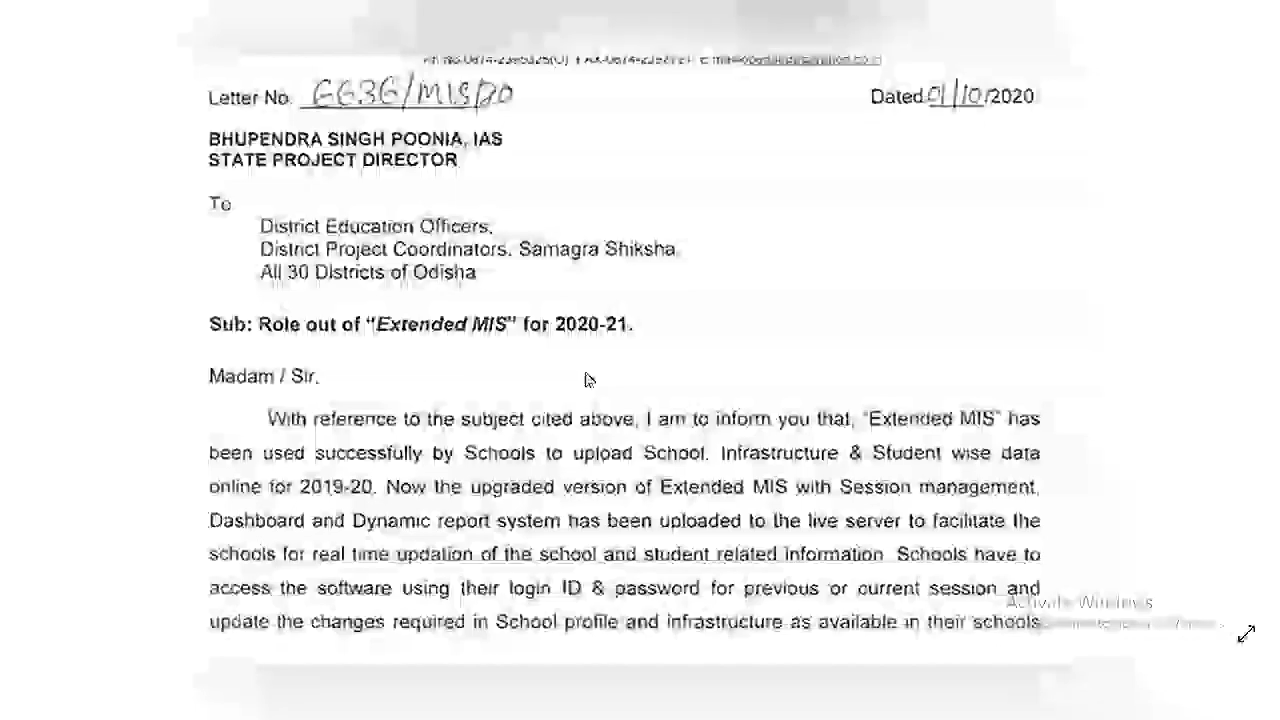 Letter No. 6636/MIS/20 Dated 01/10/2020
BHUPENDRA SINGH POONIA, IAS
STATE PROJECT DIRECTOR
To
District Education Officers,
District Project Coordinators, Samagra Shiksha,
All 30 Districts of Odisha
Sub: Role out of "Extended MIS" for 2020-21.
Madam / Sir,
With reference to the subject cited above, I am to inform you that, "Extended MIS" has
been used successfully by Schools to upload School, Infrastructure & Student wise data
online for 2019-20. Now the upgraded version of Extended MIS with Session management,
Dashboard and Dynamic report system has been uploaded to the live server to facilitate the
schools for real time updation of the school and student related information. Schools have to
access the software using their login ID & password for previous or current session and
Activate Windows
update the changes required in School profile and infrastructure as available in their schools